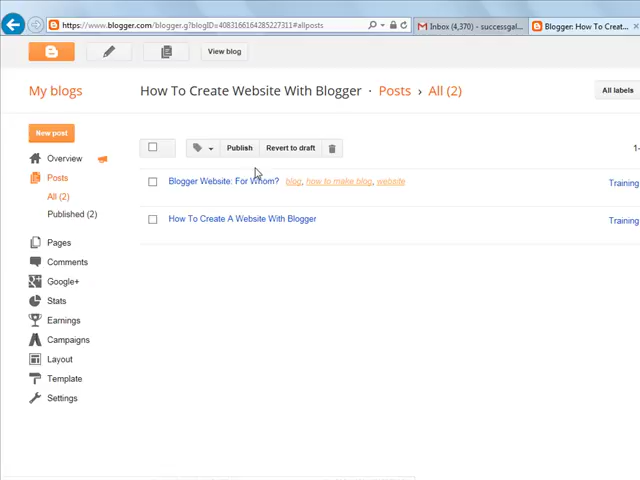 https://www.blogger.com/blogger.g?blogID=4083166164285227311#allposts
Inbox (4,370) - successgal...
Blogger: How To Creat...
View blog
My blogs
How To Create Website With Blogger · Posts › All (2)
All labels
New post
Publish
Revert to draft
1-
Overview
Posts
All (2)
Published (2)
Pages
Comments
Google+
Stats
Earnings
Campaigns
Layout
Template
Settings
Blogger Website: For Whom? blog, how to make blog, website
Training
How To Create A Website With Blogger
Training